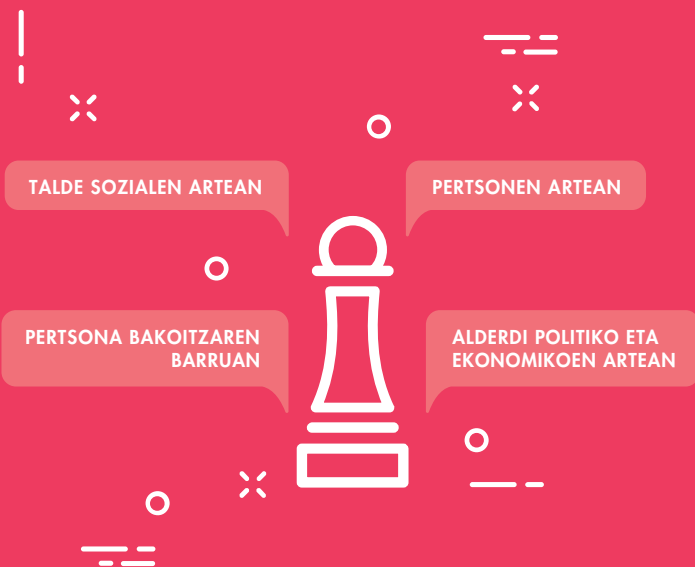 TALDE SOZIALEN ARTEAN
PERTSONEN ARTEAN
PERTSONA BAKOITZAREN
BARRUAN
ALDERDI POLITIKO ETA
EKONOMIKOEN ARTEAN